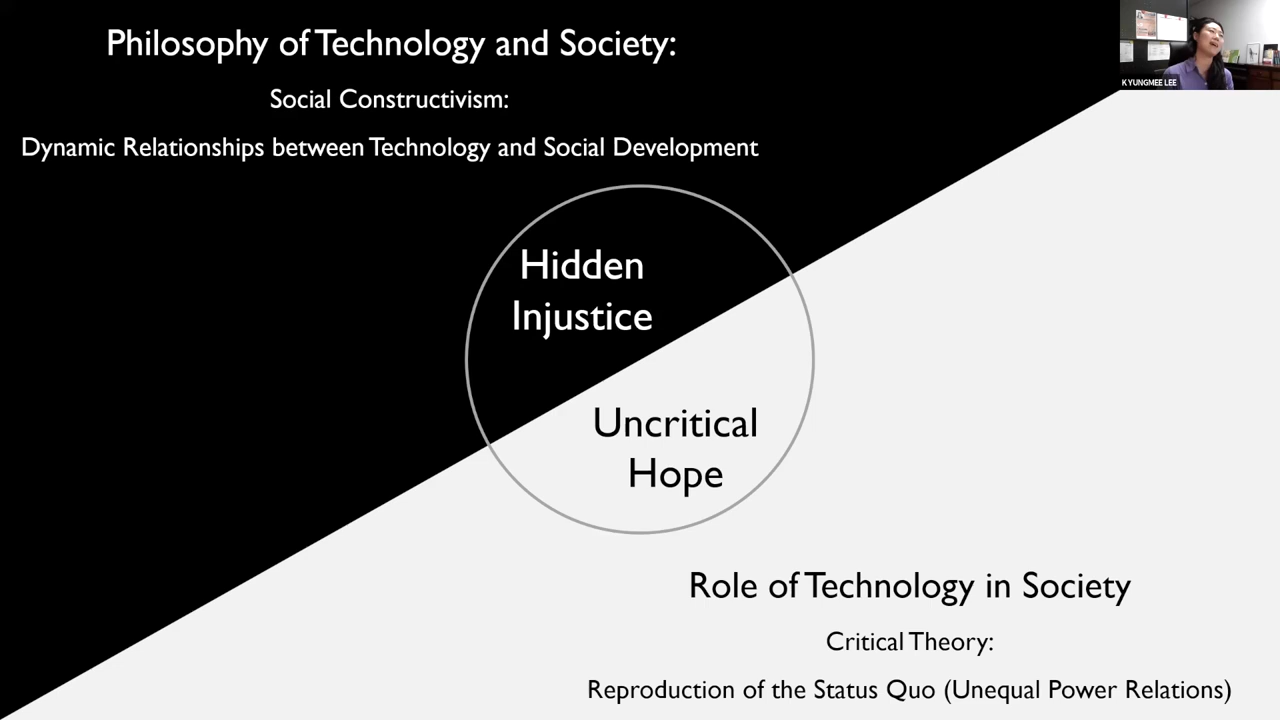 Philosophy of Technology and Society:
Social Constructivism:
Dynamic Relationships between Technology and Social Development
KYUNGMEE LEE
Hidden
Injustice
Uncritical
Hope
Role of Technology in Society
Critical Theory:
Reproduction of the Status Quo (Unequal Power Relations)